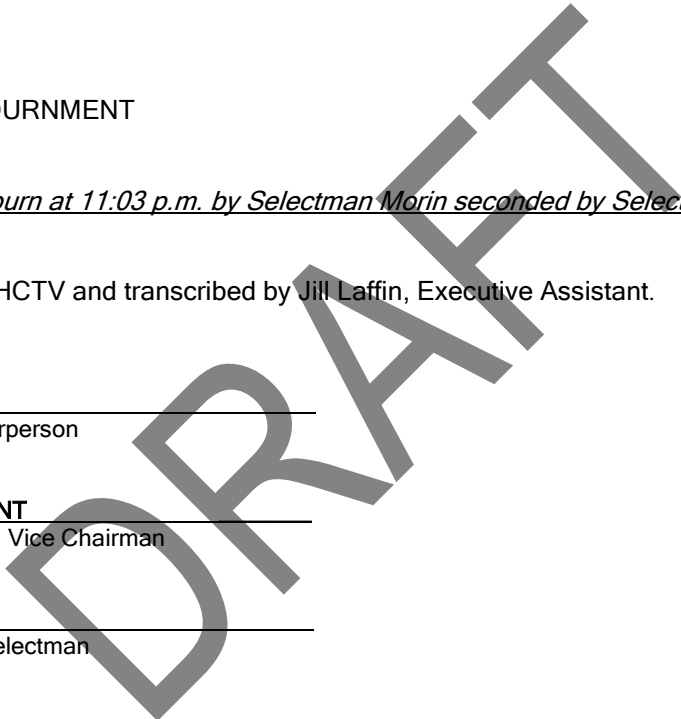 OURNMENT
ourn at 11:03 p.m. by Selectman Morin seconded by Selec
HCTV and transcribed by Jill Laffin, Executive Assistant.
rperson
NT
Vice Chairman
electman
DRAFT